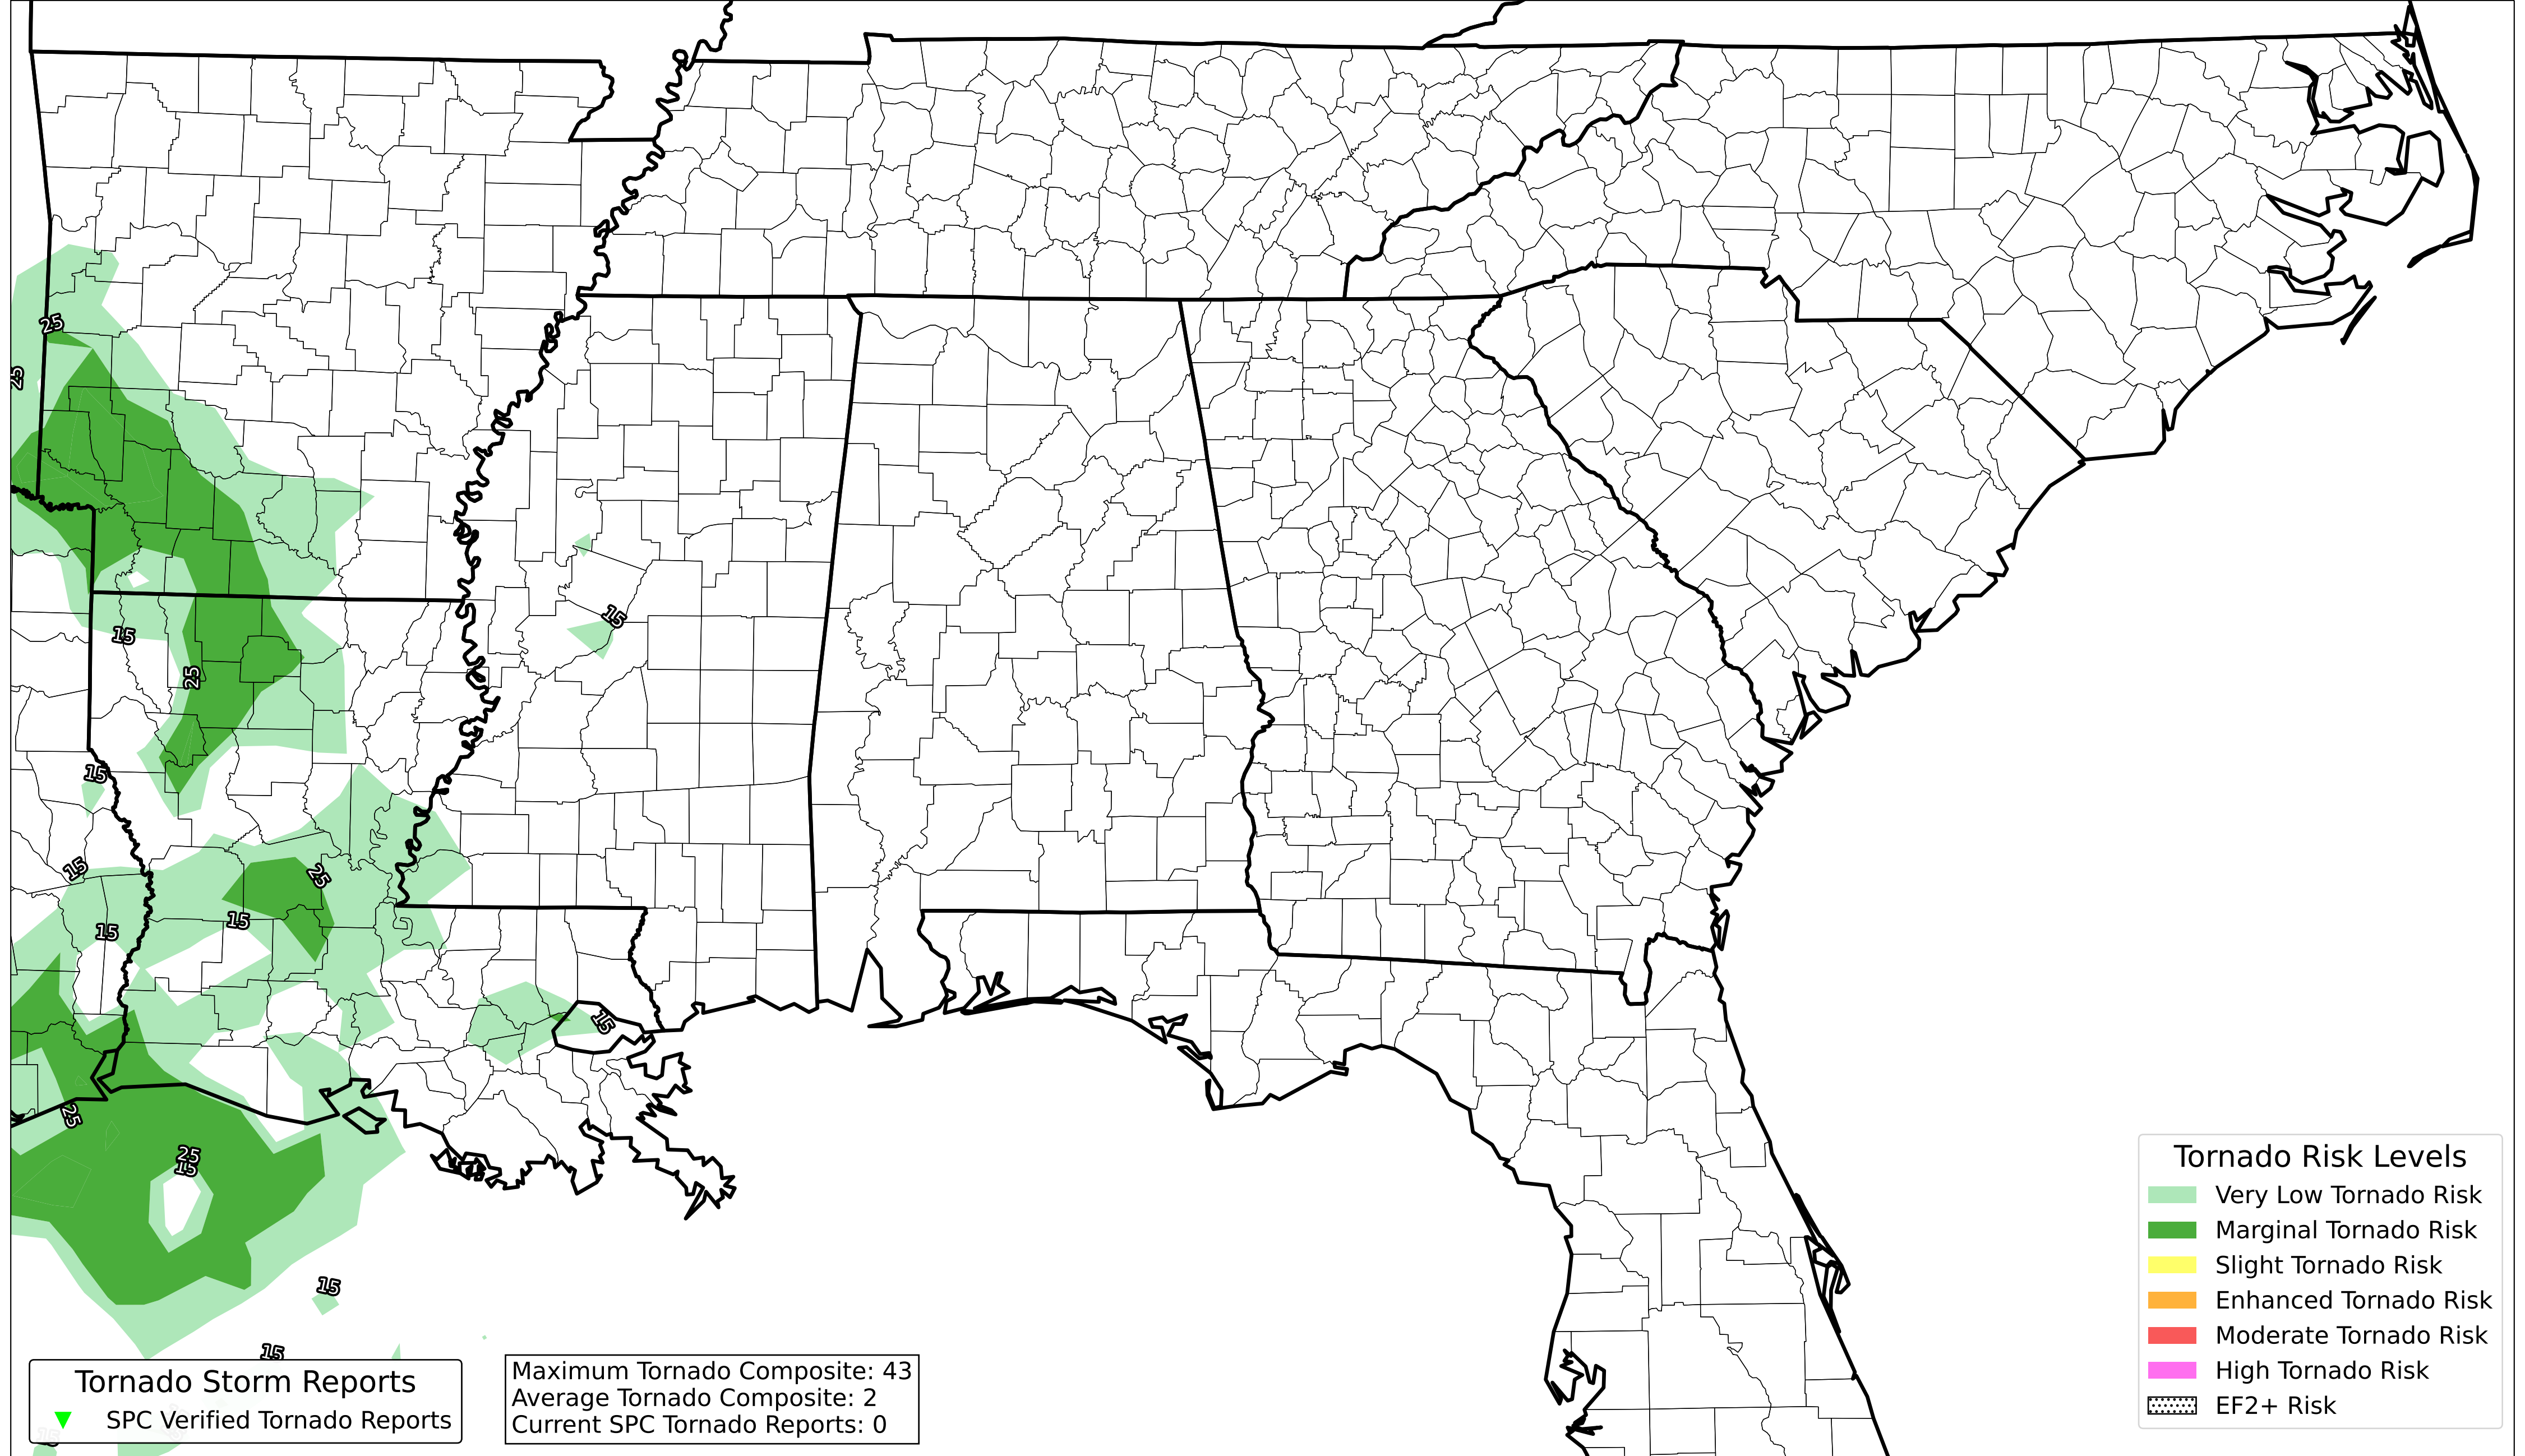 25
25
15
15
25
15
15
25
15
15
15
25
25
15
15
15
Tornado Storm Reports
SPC Verified Tornado Reports
Maximum Tornado Composite: 43
Average Tornado Composite: 2
Current SPC Tornado Reports: 0
Tornado Risk Levels
Very Low Tornado Risk
Marginal Tornado Risk
Slight Tornado Risk
Enhanced Tornado Risk
Moderate Tornado Risk
High Tornado Risk
EF2+ Risk